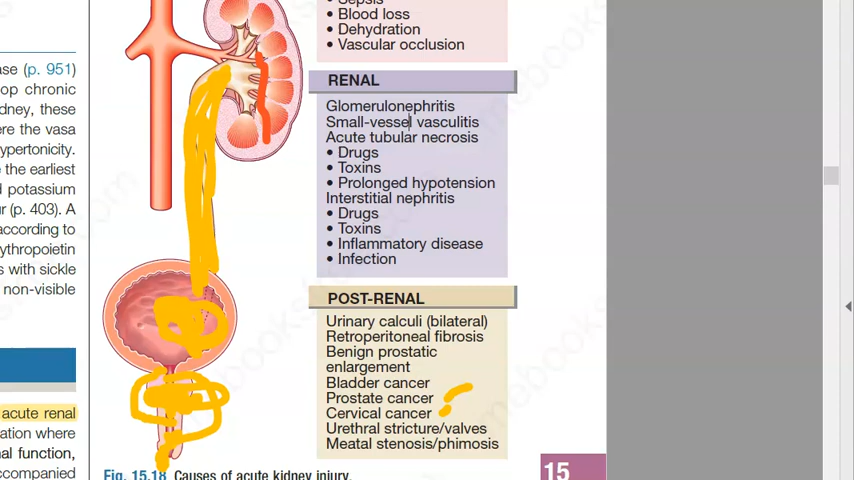 Sepsis
• Blood loss
• Dehydration
• Vascular occlusion
RENAL
Glomerulonephritis
Small-vessel vasculitis
Acute tubular necrosis
• Drugs
• Toxins
• Prolonged hypotension
Interstitial nephritis
• Drugs
• Toxins
• Inflammatory disease
• Infection
POST-RENAL
Urinary calculi (bilateral)
Retroperitoneal fibrosis
Benign prostatic
enlargement
Bladder cancer
Prostate cancer
Cervical cancer
Urethral stricture/valves
Meatal stenosis/phimosis
Fig. 15.18 Causes of acute kidney injury.
15
ase (p. 951)
op chronic
dney, these
ere the vasa
ypertonicity.
e the earliest
d potassium
ur (p. 403). A
according to
ythropoietin
s with sickle
non-visible
acute renal
ation where
nal function,
ccompanied